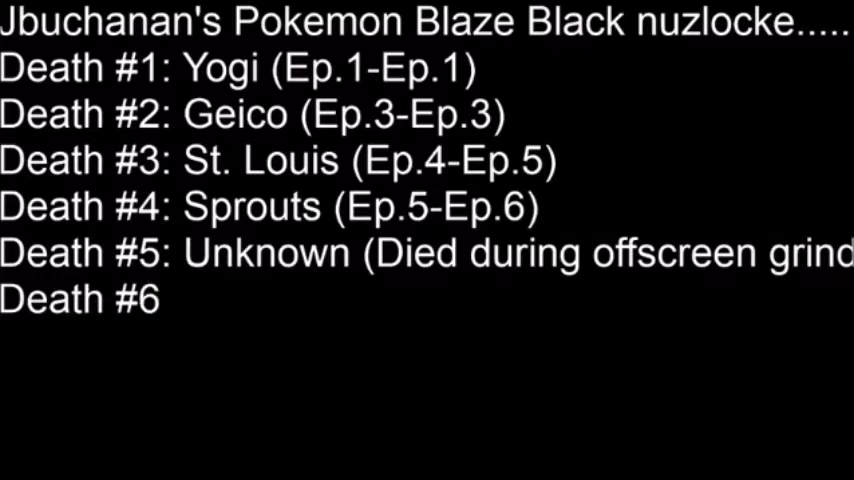 Jbuchanan's Pokemon Blaze Black nuzlocke.....
Death #1: Yogi (Ep.1-Ep.1)
Death #2: Geico (Ep.3-Ep.3)
Death #3: St. Louis (Ep.4-Ep.5)
Death #4: Sprouts (Ep.5-Ep.6)
Death #5: Unknown (Died during offscreen grind
Death #6